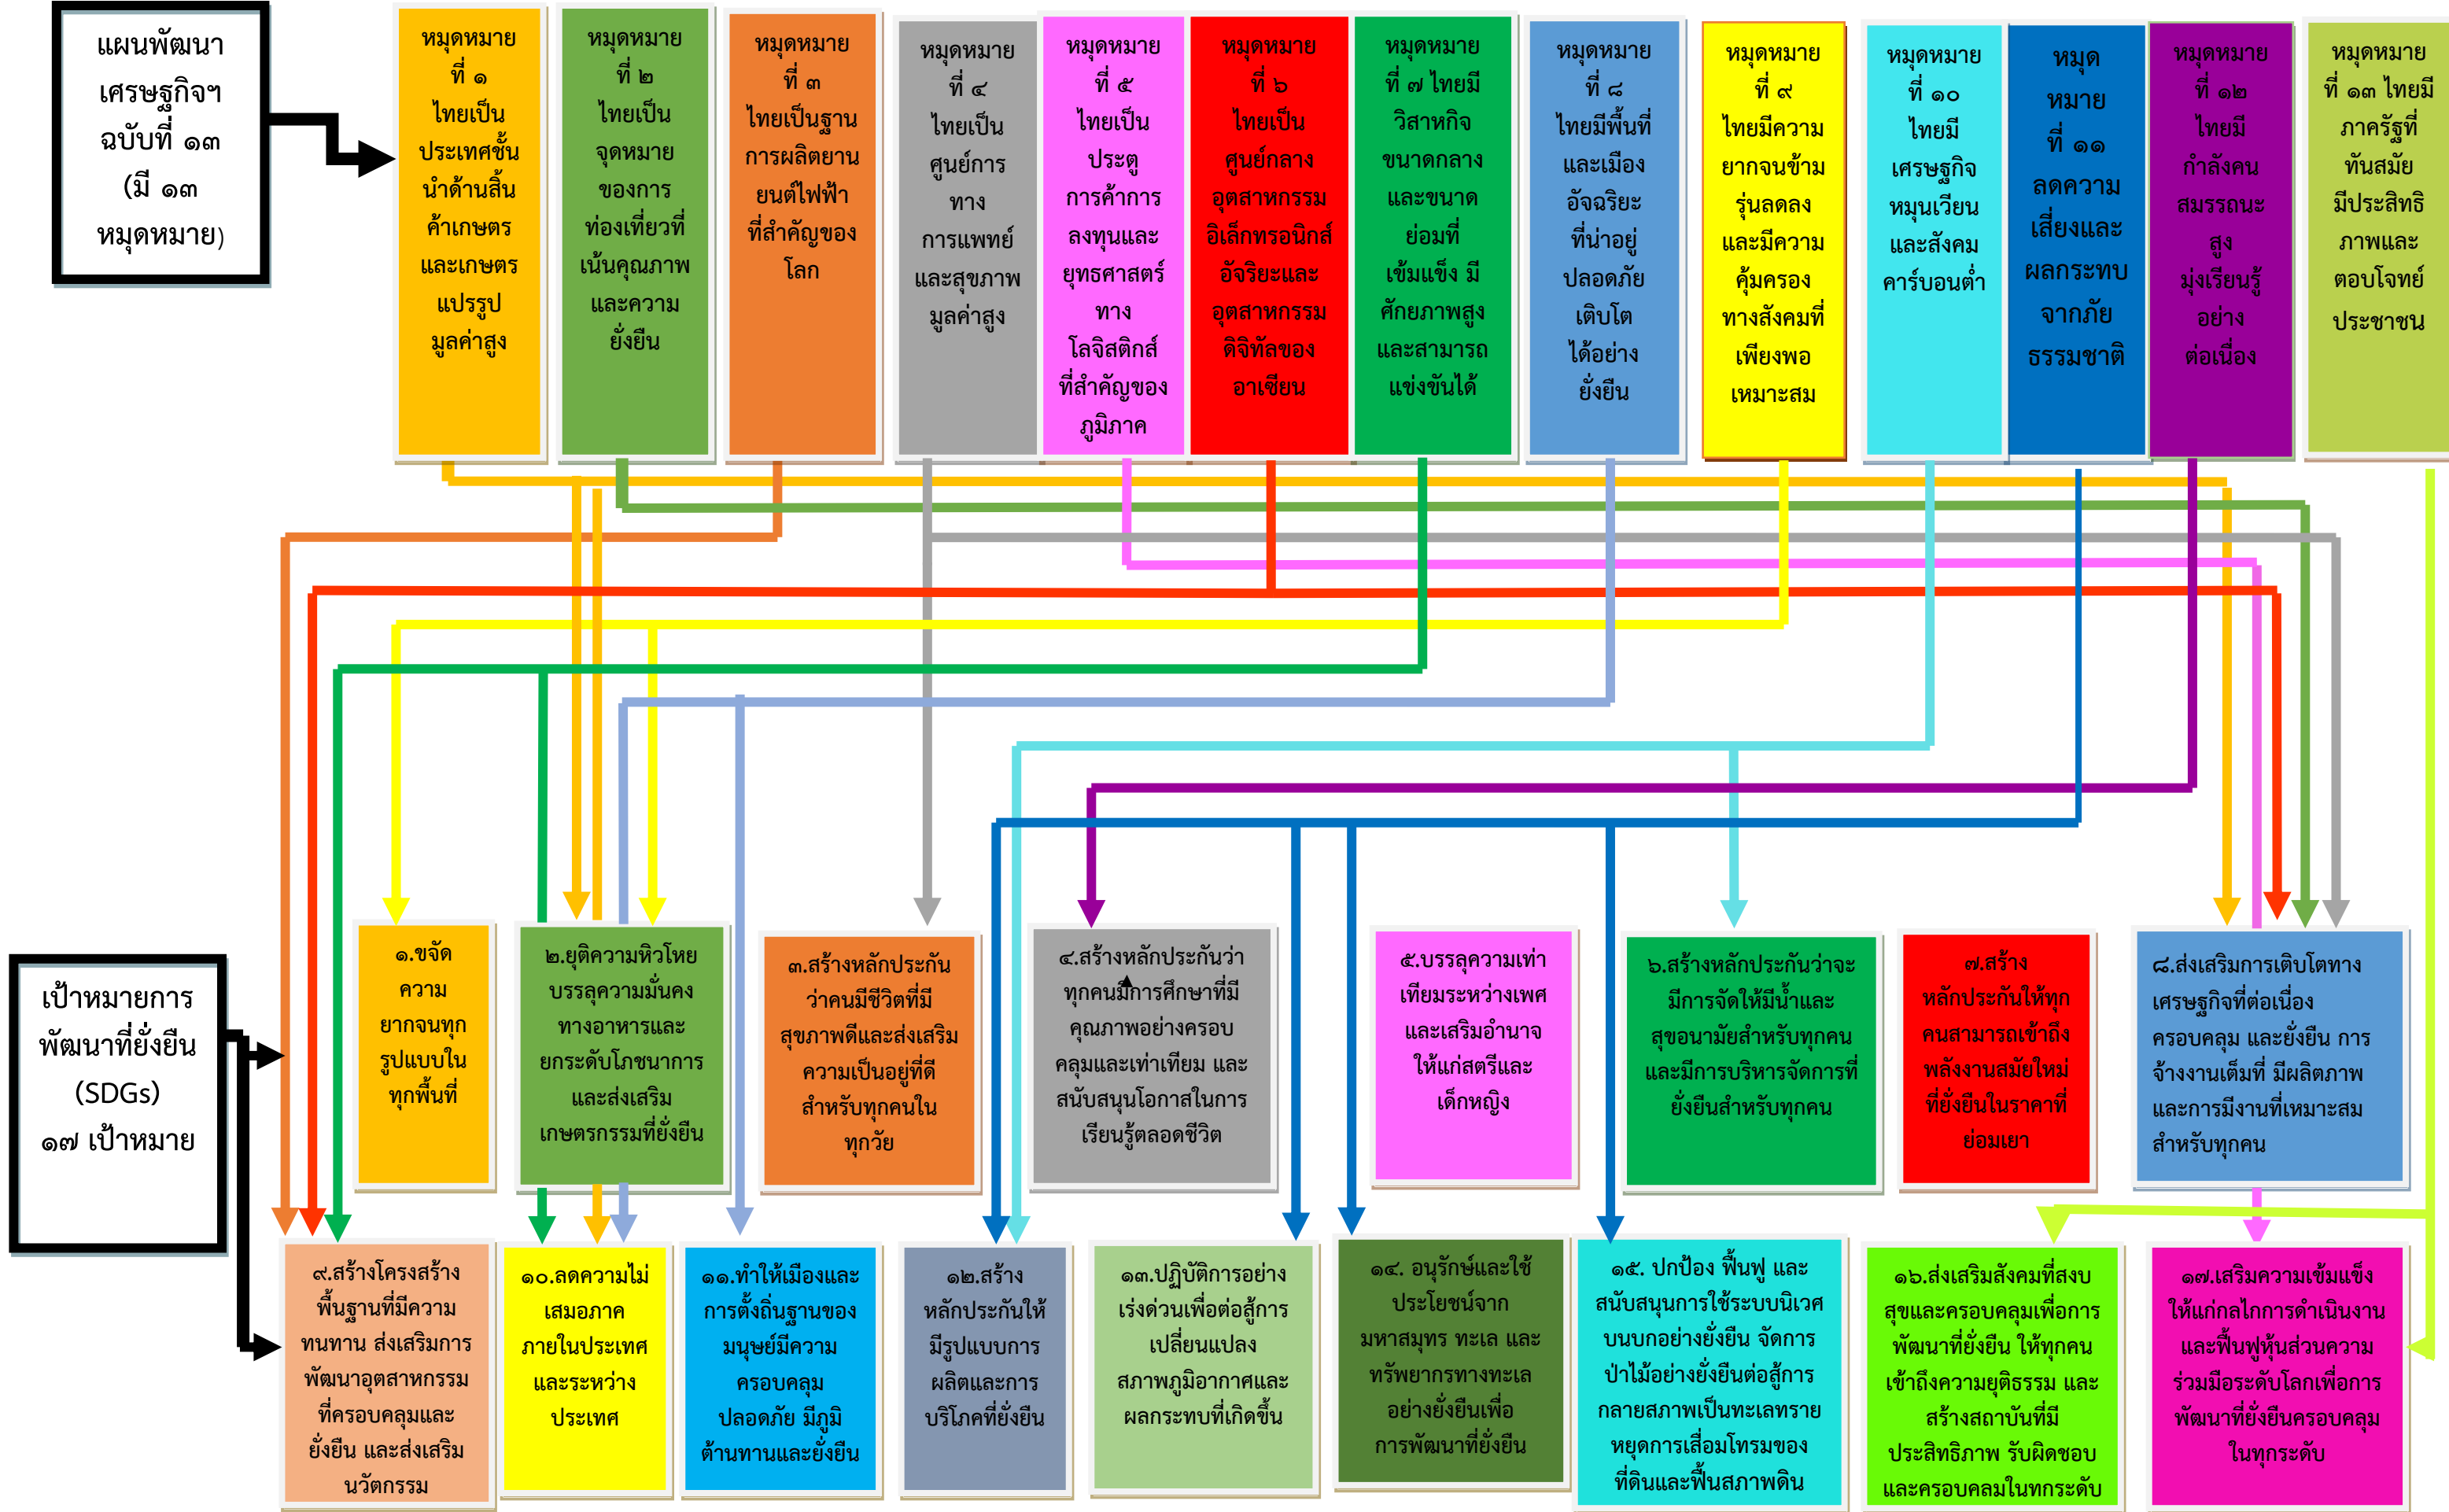 แผนพัฒนา
เศรษฐกิจฯ
ฉบับที่ ๑๓
(มี ๑๓
หมุดหมาย)
หมุดหมาย
ที่ ๑
ไทยเป็น
ประเทศชั้น
นำด้านสิ้น
ค้าเกษตร
และเกษตร
แปรรูป
มูลค่าสูง
หมุดหมาย
ที่ ๒
ไทยเป็น
จุดหมาย
ของการ
ท่องเที่ยวที่
เน้นคุณภาพ
และความ
ยั่งยืน
หมุดหมาย
ที่ ๓
ไทยเป็นฐาน
การผลิตยาน
ยนต์ไฟฟ้า
ที่สำคัญของ
โลก
หมุดหมาย
ที่ ๔
ไทยเป็น
ศูนย์การ
ทาง
การแพทย์
และสุขภาพ
มูลค่าสูง
หมุดหมาย
ที่ ๕
ไทยเป็น
ประตู
การค้าการ
ลงทุนและ
ยุทธศาสตร์
ทาง
โลจิสติกส์
ที่สำคัญของ
ภูมิภาค
หมุดหมาย
ที่ ๖
ไทยเป็น
ศูนย์กลาง
อุตสาหกรรม
อิเล็กทรอนิกส์
อัจริยะและ
อุตสาหกรรม
ดิจิทัลของ
อาเซียน
หมุดหมาย
ที่ ๗ ไทยมี
วิสาหกิจ
ขนาดกลาง
และขนาด
ย่อมที่
เข้มแข็ง มี
ศักยภาพสูง
และสามารถ
แข่งขันได้
หมุดหมาย
ที่ ๘
ไทยมีพื้นที่
และเมือง
อัจฉริยะ
ที่น่าอยู่
ปลอดภัย
เติบโต
ได้อย่าง
ยั่งยืน
หมุดหมาย
ที่ ๙
ไทยมีความ
ยากจนข้าม
รุ่นลดลง
และมีความ
คุ้มครอง
ทางสังคมที่
เพียงพอ
เหมาะสม
หมุดหมาย
ที่ ๑๐
ไทยมี
เศรษฐกิจ
หมุนเวียน
และสังคม
คาร์บอนต่ำ
หมุด
หมาย
ที่ ๑๑
ลดความ
เสี่ยงและ
ผลกระทบ
จากภัย
ธรรมชาติ
หมุดหมาย
ที่ ๑๒
ไทยมี
กำลังคน
สมรรถนะ
สูง
มุ่งเรียนรู้
อย่าง
ต่อเนื่อง
หมุดหมาย
ที่ ๑๓ ไทยมี
ภาครัฐที่
ทันสมัย
มีประสิทธิ
ภาพและ
ตอบโจทย์
ประชาชน
เป้าหมายการ
พัฒนาที่ยั่งยืน
(SDGs)
๑๗ เป้าหมาย
๑.ขจัด
ความ
ยากจนทุก
รูปแบบใน
ทุกพื้นที่
๒.ยุติความหิวโหย
บรรลุความมั่นคง
ทางอาหารและ
ยกระดับโภชนาการ
และส่งเสริม
เกษตรกรรมที่ยั่งยืน
๓.สร้างหลักประกัน
ว่าคนมีชีวิตที่มี
สุขภาพดีและส่งเสริม
ความเป็นอยู่ที่ดี
สำหรับทุกคนใน
ทุกวัย
๔.สร้างหลักประกันว่า
ทุกคนมีการศึกษาที่มี
คุณภาพอย่างครอบ
คลุมและเท่าเทียม และ
สนับสนุนโอกาสในการ
เรียนรู้ตลอดชีวิต
๕.บรรลุความเท่า
เทียมระหว่างเพศ
และเสริมอำนาจ
ให้แก่สตรีและ
เด็กหญิง
๖.สร้างหลักประกันว่าจะ
มีการจัดให้มีน้ำและ
สุขอนามัยสำหรับทุกคน
และมีการบริหารจัดการที่
ยั่งยืนสำหรับทุกคน
๗.สร้าง
หลักประกันให้ทุก
คนสามารถเข้าถึง
พลังงานสมัยใหม่
ที่ยั่งยืนในราคาที่
ย่อมเยา
๘.ส่งเสริมการเติบโตทาง
เศรษฐกิจที่ต่อเนื่อง
ครอบคลุม และยั่งยืน การ
จ้างงานเต็มที่ มีผลิตภาพ
และการมีงานที่เหมาะสม
สำหรับทุกคน
๙.สร้างโครงสร้าง
พื้นฐานที่มีความ
ทนทาน ส่งเสริมการ
พัฒนาอุตสาหกรรม
ที่ครอบคลุมและ
ยั่งยืน และส่งเสริม
นวัตกรรม
๑๐.ลดความไม่
เสมอภาค
ภายในประเทศ
และระหว่าง
ประเทศ
๑๑.ทำให้เมืองและ
การตั้งถิ่นฐานของ
มนุษย์มีความ
ครอบคลุม
ปลอดภัย มีภูมิ
ต้านทานและยั่งยืน
๑๒.สร้าง
หลักประกันให้
มีรูปแบบการ
ผลิตและการ
บริโภคที่ยั่งยืน
๑๓.ปฏิบัติการอย่าง
เร่งด่วนเพื่อต่อสู้การ
เปลี่ยนแปลง
สภาพภูมิอากาศและ
ผลกระทบที่เกิดขึ้น
๑๔. อนุรักษ์และใช้
ประโยชน์จาก
มหาสมุทร ทะเล และ
ทรัพยากรทางทะเล
อย่างยั่งยืนเพื่อ
การพัฒนาที่ยั่งยืน
๑๕. ปกป้อง ฟื้นฟู และ
สนับสนุนการใช้ระบบนิเวศ
บนบกอย่างยั่งยืน จัดการ
ป่าไม้อย่างยั่งยืนต่อสู้การ
กลายสภาพเป็นทะเลทราย
หยุดการเสื่อมโทรมของ
ที่ดินและฟื้นสภาพดิน
๑๖.ส่งเสริมสังคมที่สงบ
สุขและครอบคลุมเพื่อการ
พัฒนาที่ยั่งยืน ให้ทุกคน
เข้าถึงความยุติธรรม และ
สร้างสถาบันที่มี
ประสิทธิภาพ รับผิดชอบ
และครอบคลุมในทุกระดับ
๑๗.เสริมความเข้มแข็ง
ให้แก่กลไกการดำเนินงาน
และฟื้นฟูหุ้นส่วนความ
ร่วมมือระดับโลกเพื่อการ
พัฒนาที่ยั่งยืนครอบคลุม
ในทุกระดับ